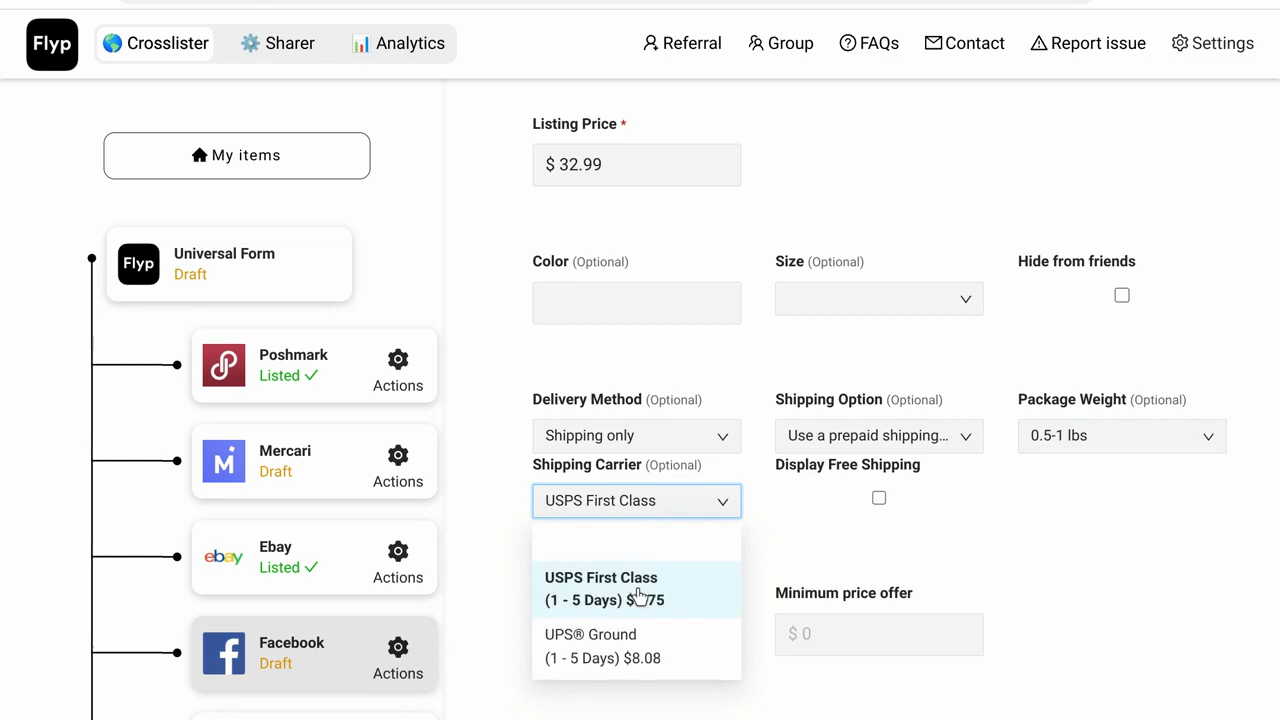 Flyp
Crosslister
Sharer
Analytics
Referral
Group
FAQs
Contact
Report issue
Settings
My items
Flyp
Universal Form
Draft
Poshmark
Listed ✓
Actions
Mercari
Draft
Actions
ebay
Ebay
Listed ✓
Actions
Facebook
Draft
Actions
Listing Price *
$ 32.99
Color (Optional)
Size (Optional)
Hide from friends
Delivery Method (Optional)
Shipping only
Shipping Option (Optional)
Use a prepaid shipping...
Package Weight (Optional)
0.5-1 lbs
Shipping Carrier (Optional)
USPS First Class
Display Free Shipping
USPS First Class
(1 - 5 Days)
UPS® Ground
(1 - 5 Days) $8.08
Minimum price offer
$ 0